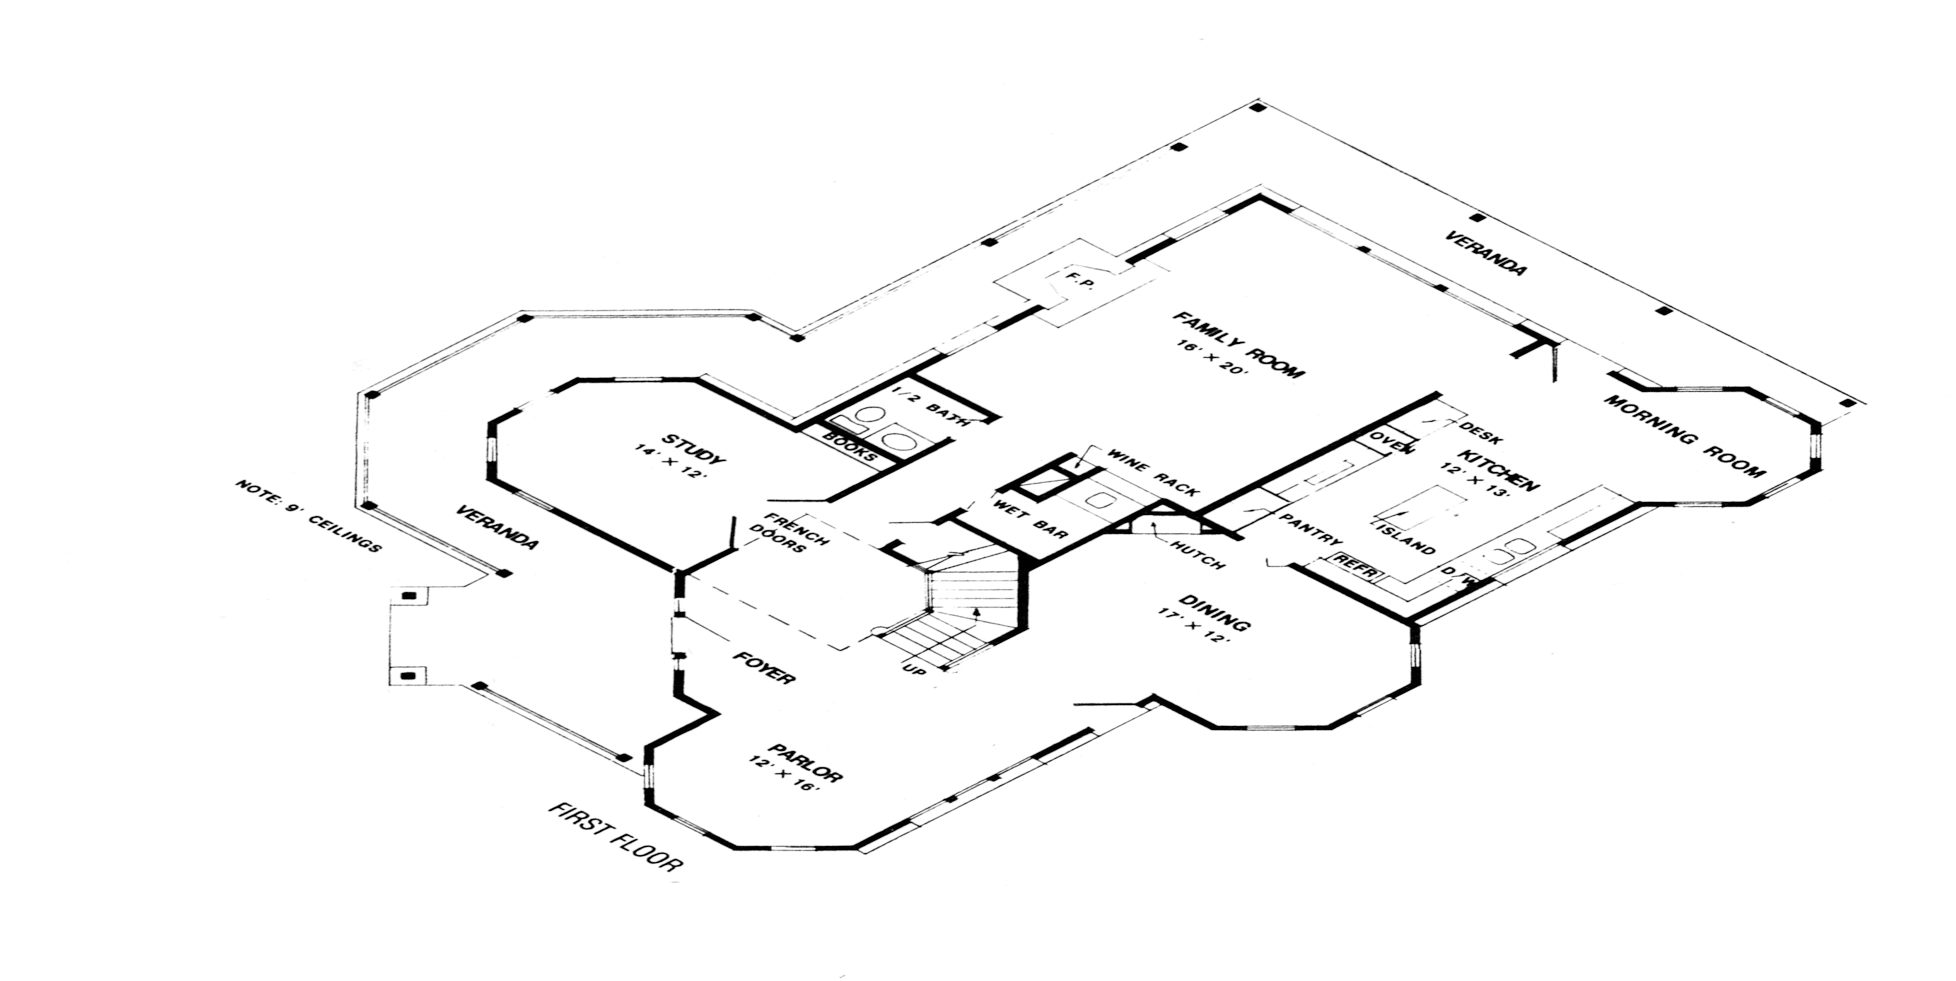 VERANDA
FAMILY ROOM
16' × 20'
F.P.
1/2 BATH
BOOKS
STUDY
14' × 12'
MORNING ROOM
DESK
OVEN
KITCHEN
12' × 13'
ISLAND
PANTRY
REFR
D/W
WINE RACK
WET BAR
HUTCH
DINING
17' × 12'
FRENCH
DOORS
VERANDA
NOTE: 9' CEILINGS
FOYER
UP
PARLOR
12' × 16'
FIRST FLOOR